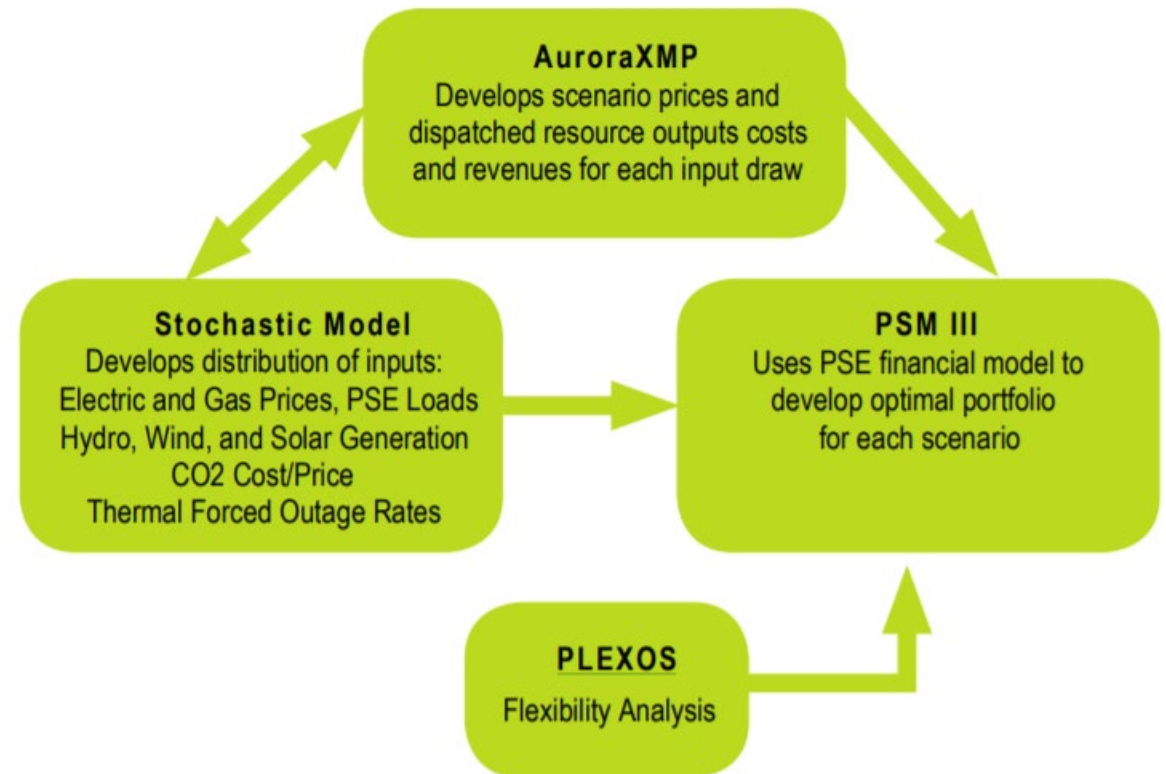 AuroraXMP
Develops scenario prices and
dispatched resource outputs costs
and revenues for each input draw
Stochastic Model
Develops distribution of inputs:
Electric and Gas Prices, PSE Loads
Hydro, Wind, and Solar Generation
CO2 Cost/Price
Thermal Forced Outage Rates
PSM III
Uses PSE financial model to
develop optimal portfolio
for each scenario
PLEXOS
Flexibility Analysis